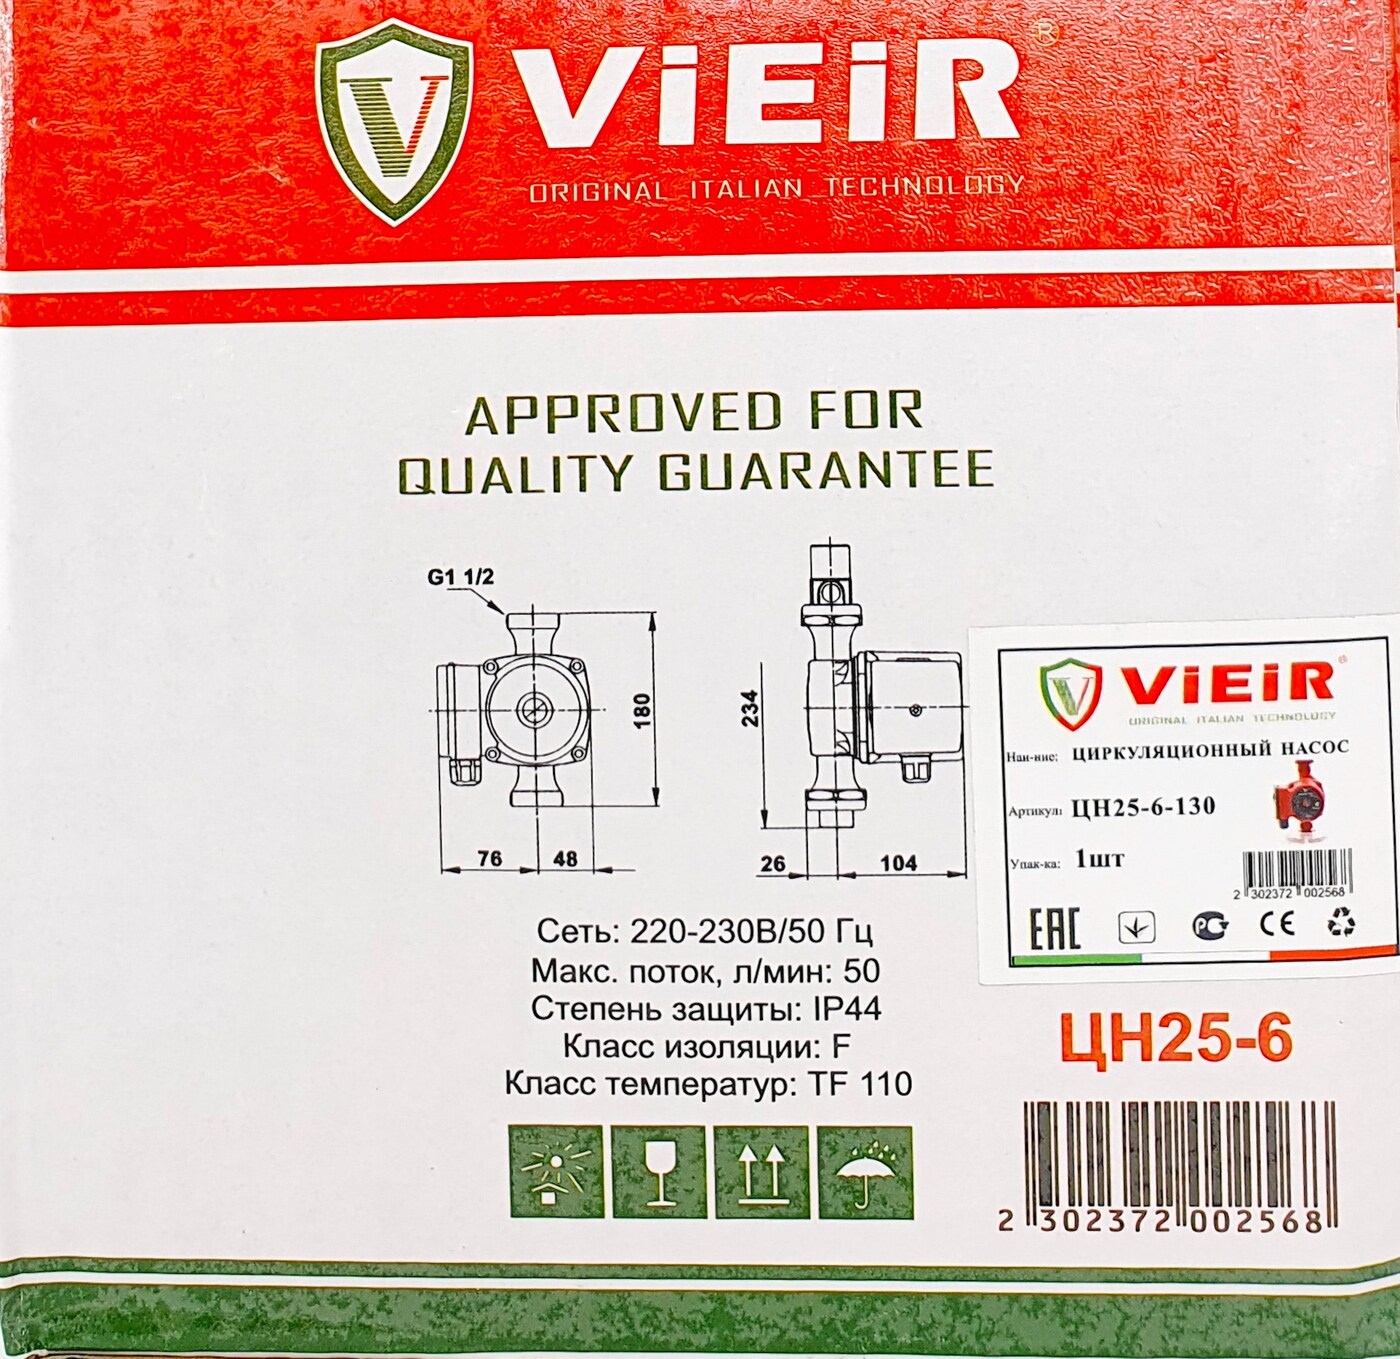 ViEiR®
ORIGINAL ITALIAN TECHNOLOGY
V
APPROVED FOR
QUALITY GUARANTEE
G1 1/2
180
76
48
234
26
104
ViEiR®
V
ORIGINAL ITALIAN TECHNOLOGY
Наи-ние: ЦИРКУЛЯЦИОННЫЙ НАСОС
Артикул: ЦН25-6-130
Упак-ка: 1шт
2 302372 002568
EAC
РСТ
CE
Сеть: 220-230В/50 Гц
Макс. поток, л/мин: 50
Степень защиты: IP44
Класс изоляции: F
Класс температур: TF 110
ЦН25-6
2 302372 002568